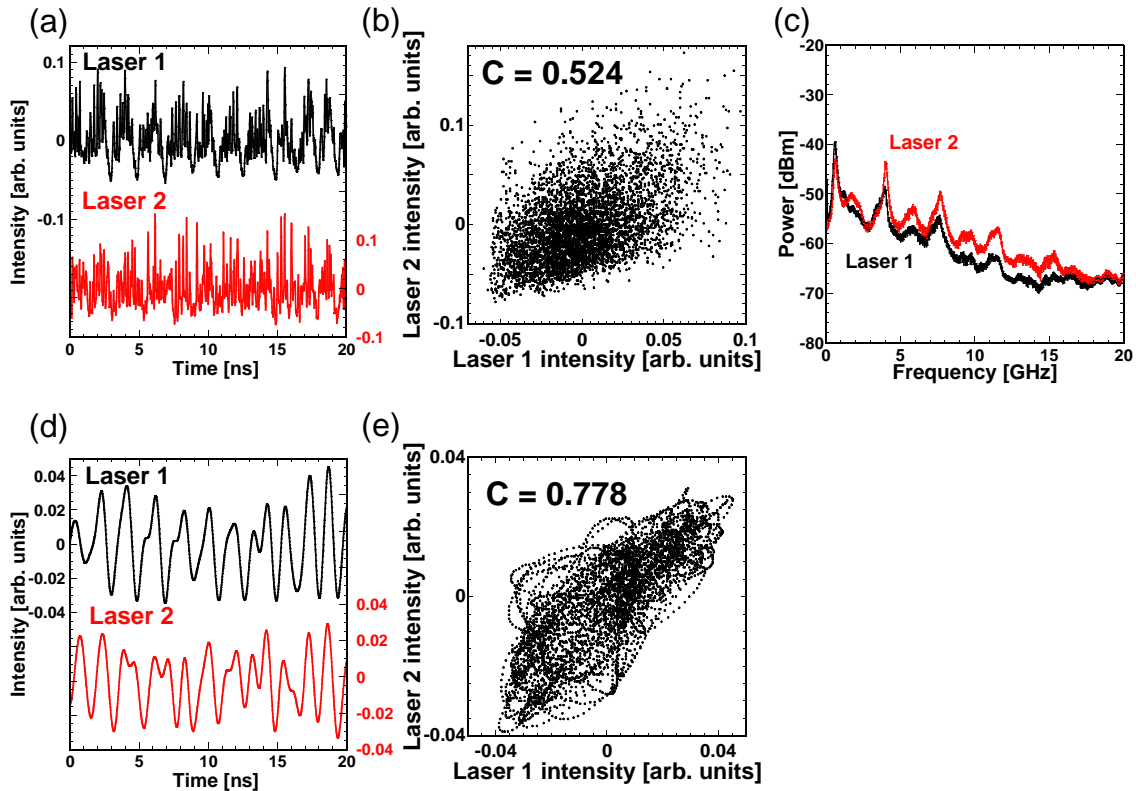 (a)
Laser 1
Laser 2
0.1
0
-0.1
0.1
0
-0.1
0
5
10
15
20
Intensity [arb. units]
Time [ns]
(b)
C = 0.524
0.1
0
-0.1
-0.05
0
0.05
0.1
Laser 2 intensity [arb. units]
Laser 1 intensity [arb. units]
(c)
Laser 2
Laser 1
-20
-40
-50
-60
-70
-80
0
5
10
15
20
Power [dBm]
Frequency [GHz]
(d)
Laser 1
Laser 2
0.04
0.02
0
-0.02
-0.04
0.04
0.02
0
-0.02
-0.04
0
5
10
15
20
Intensity [arb. units]
Time [ns]
(e)
C = 0.778
0.04
0
-0.04
-0.04
0
0.04
Laser 2 intensity [arb. units]
Laser 1 intensity [arb. units]